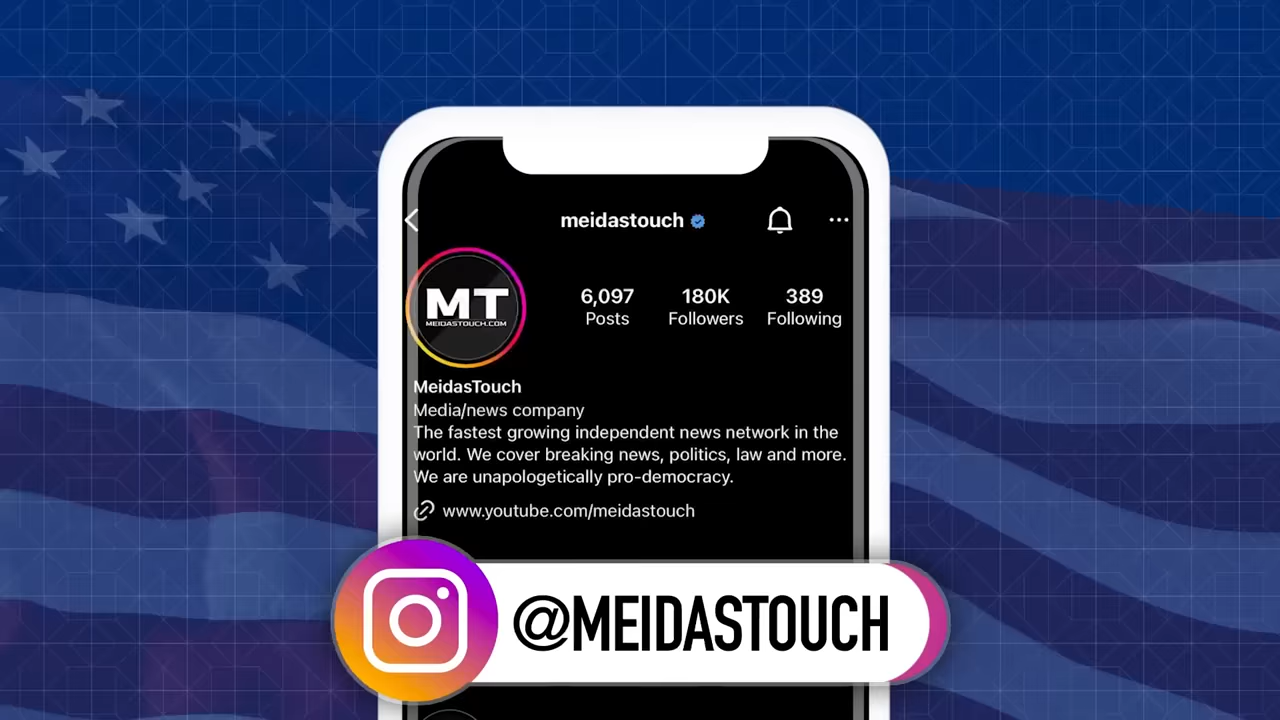 meidastouch
MT
MEIDASTOUCH.COM
6,097 180K 389
Posts Followers Following
MeidasTouch
Media/news company
The fastest growing independent news network in the
world. We cover breaking news, politics, law and more.
We are unapologetically pro-democracy.
www.youtube.com/meidastouch
@MEIDASTOUCH